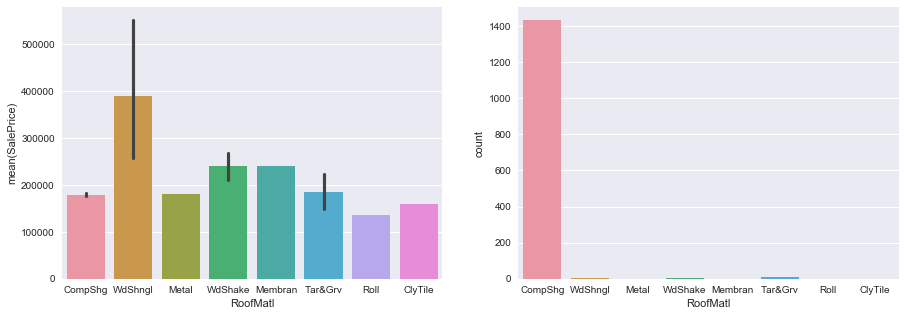 mean(SalePrice)
500000
400000
300000
200000
100000
0
CompShg WdShngl Metal WdShake Membran Tar&Grv Roll ClyTile
RoofMatl
count
1400
1200
1000
800
600
400
200
0
CompShg WdShngl Metal WdShake Membran Tar&Grv Roll ClyTile
RoofMatl